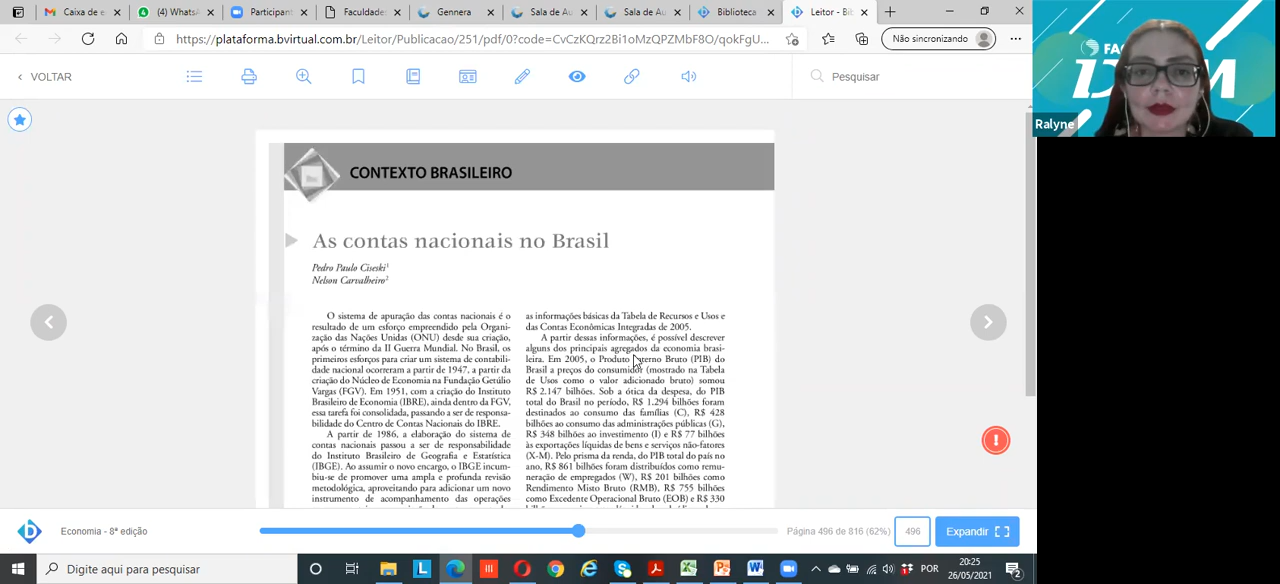 Caixa de e
(4) WhatsA
Participant
Faculdade
Gennera
Sala de Au
Sala de Au
Biblioteca
Leitor - Bib
https://plataforma.bvirtual.com.br/Leitor/Publicacao/251/pdf/0?code=CvCzKQrz2Bi1oMzQPZMbF8O/qokFgU...
Não sincronizando
VOLTAR
Pesquisar
Ralyne
CONTEXTO BRASILEIRO
As contas nacionais no Brasil
Pedro Paulo Ciseski¹
Nelson Carvalheiro²
O sistema de apuração das contas nacionais é o
resultado de um esforço empreendido pela Organi-
zação das Nações Unidas (ONU) desde sua criação,
após o término da II Guerra Mundial. No Brasil, os
primeiros esforços para criar um sistema de contabili-
dade nacional ocorreram a partir de 1947, a partir da
criação do Núcleo de Economia na Fundação Getúlio
Vargas (FGV). Em 1951, com a criação do Instituto
Brasileiro de Economia (IBRE), ainda dentro da FGV,
essa tarefa foi consolidada, passando a ser de responsa-
bilidade do Centro de Contas Nacionais do IBRE.
A partir de 1986, a elaboração do sistema de
contas nacionais passou a ser de responsabilidade
do Instituto Brasileiro de Geografia e Estatística
(IBGE). Ao assumir o novo encargo, o IBGE incum-
biu-se de promover uma ampla e profunda revisão
metodológica, aproveitando para adicionar um novo
instrumento de acompanhamento das operações
as informações básicas da Tabela de Recursos e Usos e
das Contas Econômicas Integradas de 2005.
A partir dessas informações, é possível descrever
alguns dos principais agregados da economia brasi-
leira. Em 2005, o Produto Interno Bruto (PIB) do
Brasil a preços do consumidor (mostrado na Tabela
de Usos como o valor adicionado bruto) somou
R$ 2.147 bilhões. Sob a ótica da despesa, do PIB
total do Brasil no período, R$ 1.294 bilhões foram
destinados ao consumo das famílias (C), R$ 428
bilhões ao consumo das administrações públicas (G),
R$ 348 bilhões ao investimento (I) e R$ 77 bilhões
às exportações líquidas de bens e serviços não-fatores
(X-M). Pelo prisma da renda, do PIB total do país no
ano, R$ 861 bilhões foram distribuídos como remu-
neração de empregados (W), R$ 201 bilhões como
Rendimento Misto Bruto (RMB), R$ 755 bilhões
como Excedente Operacional Bruto (EOB) e R$ 330
Economia - 8ª edição
Página 496 de 816 (62%)
496
Expandir
Digite aqui para pesquisar
POR
20:25
26/05/2021
2